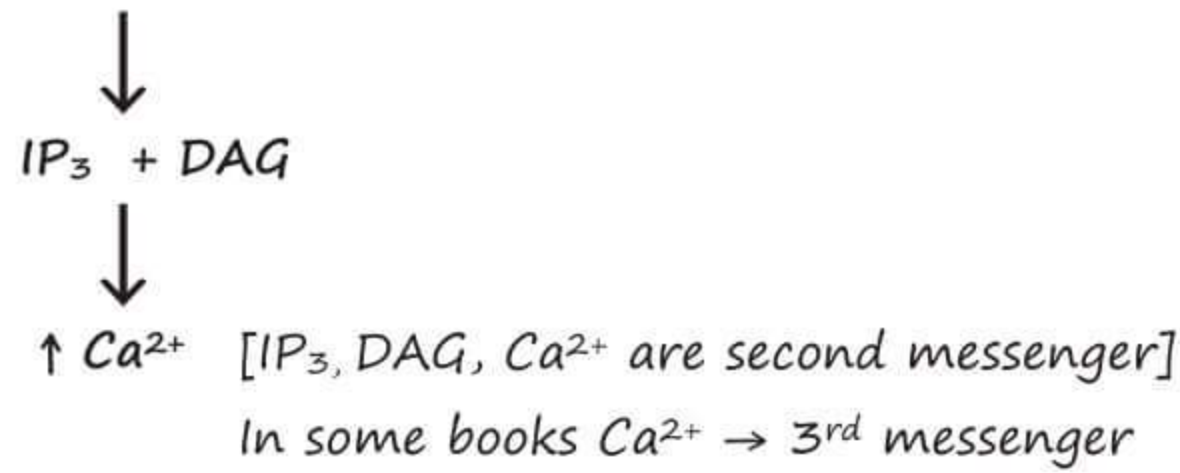 ↓
IP₃ + DAG
↓
↑ Ca²⁺ [IP₃, DAG, Ca²⁺ are second messenger]
In some books Ca²⁺ → 3ʳᵈ messenger